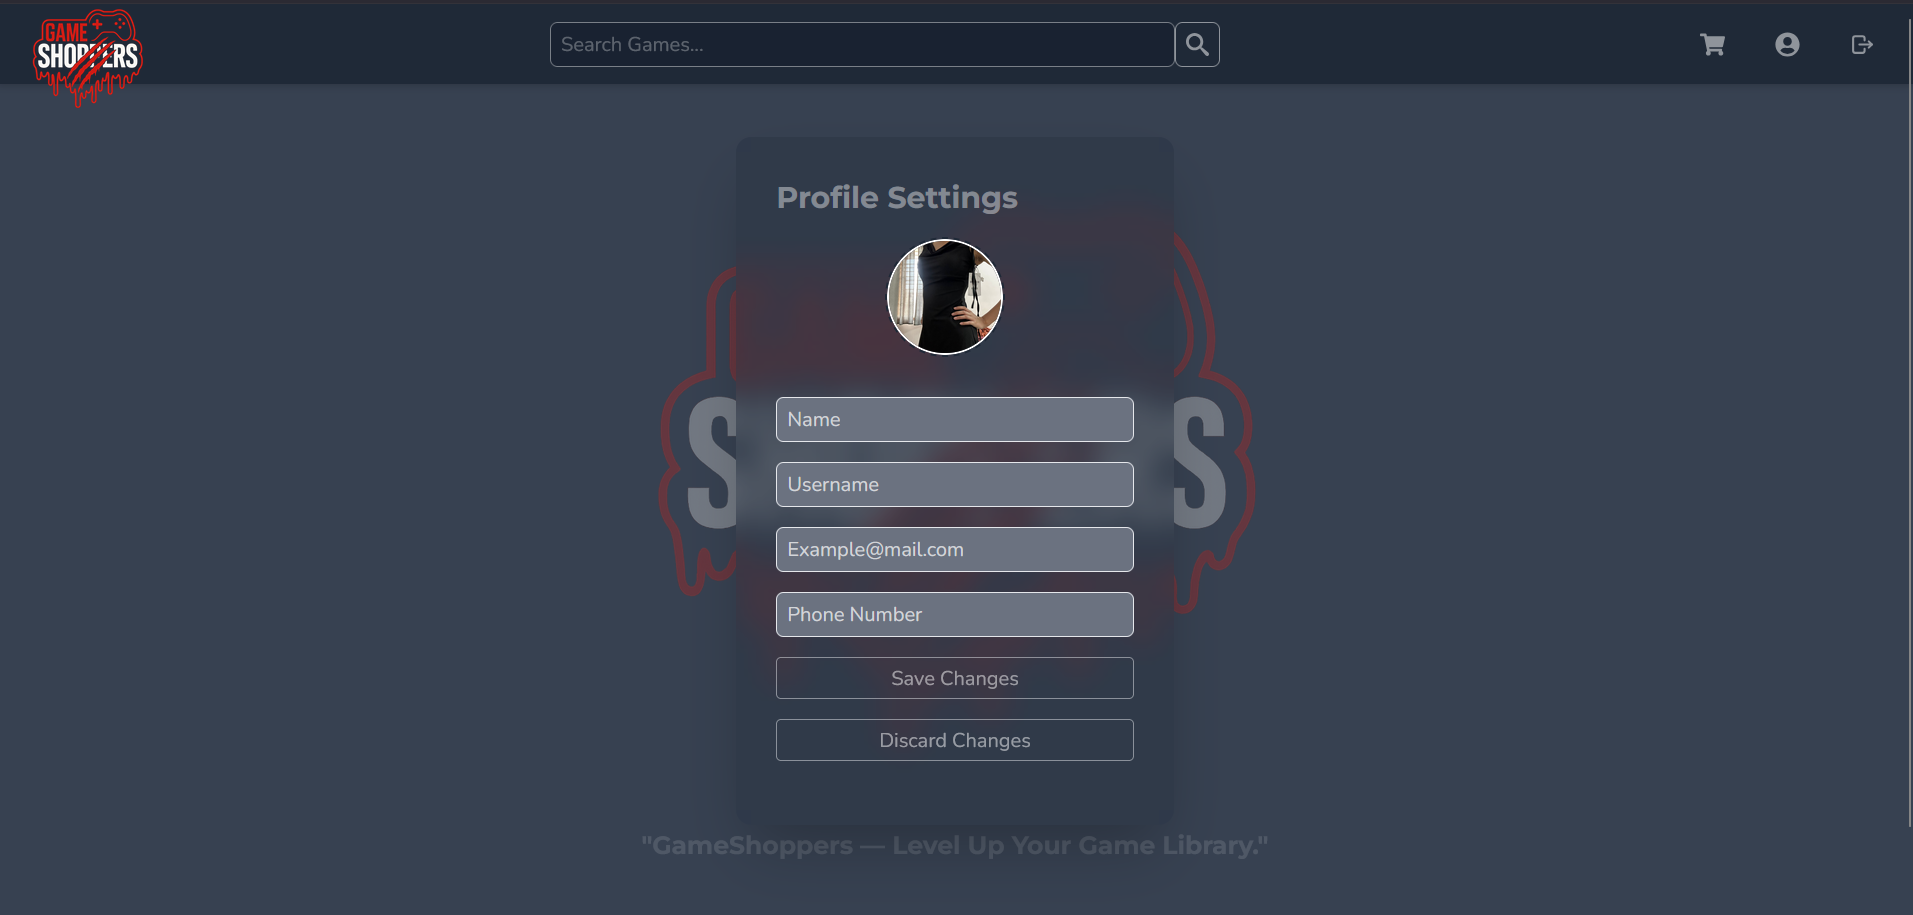 GAME
SHOPPERS
Search Games...
Profile Settings
Name
Username
Example@mail.com
Phone Number
Save Changes
Discard Changes
"GameShoppers — Level Up Your Game Library."